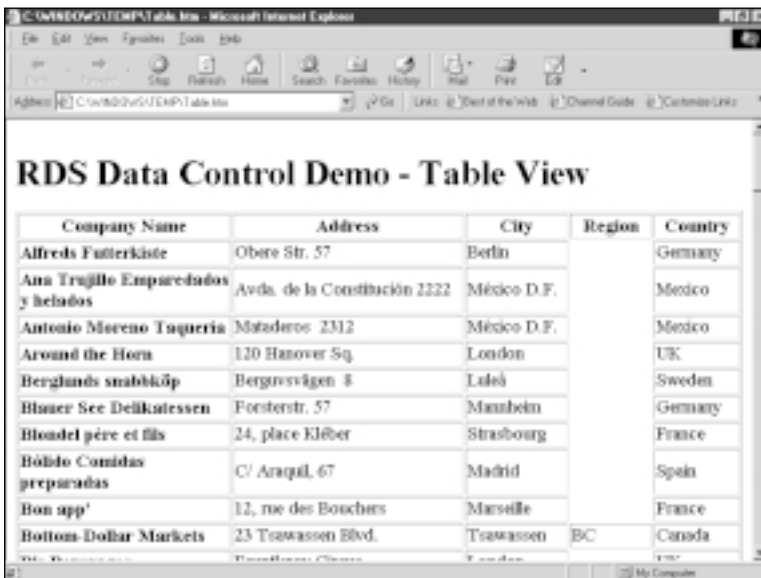 C:\WINDOWS\TEMP\Table.htm - Microsoft Internet Explorer
File Edit View Favorites Tools Help
Back Forward Stop Refresh Home Search Favorites History Mail Print Edit
Address C:\WINDOWS\TEMP\Table.htm Go Links Best of the Web Channel Guide Customize Links
RDS Data Control Demo - Table View
Company Name Address City Region Country
Alfreds Futterkiste Obere Str. 57 Berlin Germany
Ana Trujillo Emparedados y helados Avda. de la Constitución 2222 México D.F. Mexico
Antonio Moreno Taquería Mataderos 2312 México D.F. Mexico
Around the Horn 120 Hanover Sq. London UK
Berglunds snabbköp Berguvsvägen 8 Luleå Sweden
Blauer See Delikatessen Forsterstr. 57 Mannheim Germany
Blondel père et fils 24, place Kléber Strasbourg France
Bólido Comidas preparadas C/ Araquil, 67 Madrid Spain
Bon app' 12, rue des Bouchers Marseille France
Bottom-Dollar Markets 23 Tsawassen Blvd. Tsawassen BC Canada
My Computer